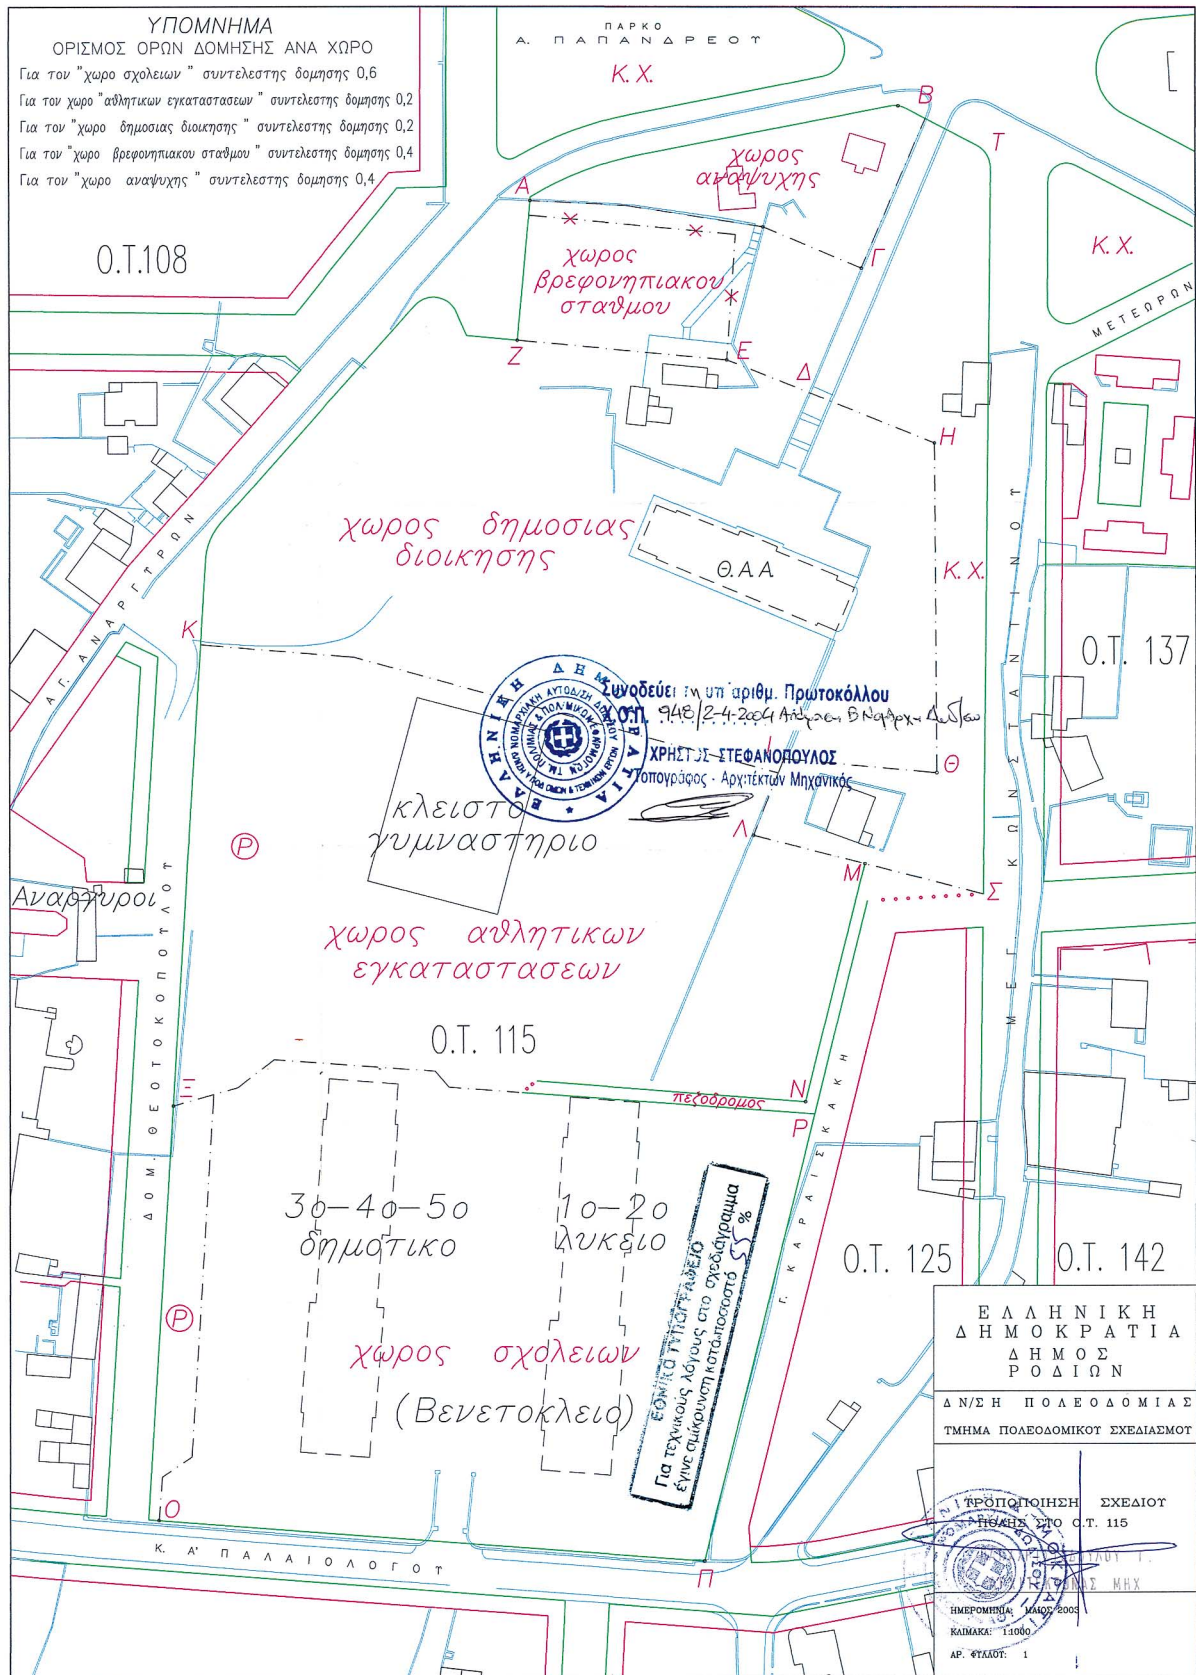 ΥΠΟΜΝΗΜΑ
ΟΡΙΣΜΟΣ ΟΡΩΝ ΔΟΜΗΣΗΣ ΑΝΑ ΧΩΡΟ
Για τον "χωρο σχολειων " συντελεστης δομησης 0,6
Για τον χωρο "αθλητικων εγκαταστασεων " συντελεστης δομησης 0,2
Για τον "χωρο δημοσιας διοικησης " συντελεστης δομησης 0,2
Για τον "χωρο βρεφονηπιακου σταθμου " συντελεστης δομησης 0,4
Για τον "χωρο αναψυχης " συντελεστης δομησης 0,4
Ο.Τ.108
ΠΑΡΚΟ
Α. ΠΑΠΑΝΔΡΕΟΥ
Κ.Χ.
Β
Τ
χωρος
αναψυχης
Α
Κ.Χ.
χωρος
βρεφονηπιακου
σταθμου
Γ
ΜΕΤΕΩΡΩΝ
Ζ
Ε
Δ
Η
χωρος δημοσιας
διοικησης
Θ.Α.Α.
Κ.Χ.
ΑΓ. ΑΝΑΡΓΥΡΩΝ
Κ
Ο.Τ. 137
ΕΛΛΗΝΙΚΗ ΔΗΜΟΚΡΑΤΙΑ
Συνοδεύει τη υπ' αριθμ. Πρωτοκόλλου
Χ.Ο.Π. 948/2-4-2004
ΧΡΗΣΤΟΣ ΣΤΕΦΑΝΟΠΟΥΛΟΣ
Τοπογράφος - Αρχιτέκτων Μηχανικός
Ι
Θ
κλειστο
γυμναστηριο
Ρ
Λ
Μ
Σ
Αναργυροι
χωρος αθλητικων
εγκαταστασεων
ΜΕΓ. ΚΩΝΣΤΑΝΤΙΝΟΥ
Ο.Τ. 115
Ξ
πεζοδρομος
Ν
Ρ
ΔΟΜ. ΘΕΟΤΟΚΟΠΟΥΛΟΥ
Γ. ΚΑΡΑΙΣΚΑΚΗ
3ο-4ο-5ο
δημοτικο
1ο-2ο
λυκειο
Ο.Τ. 125
Ο.Τ. 142
Ρ
χωρος σχολειων
(Βενετοκλειο)
ΕΘΝΙΚΟ ΤΥΠΟΓΡΑΦΕΙΟ
Για τεχνικούς λόγους στο σχεδιάγραμμα
έγινε σμίκρυνση κατά ποσοστό 55 %
Ο
Κ. Α' ΠΑΛΑΙΟΛΟΓΟΥ
Π
ΕΛΛΗΝΙΚΗ
ΔΗΜΟΚΡΑΤΙΑ
ΔΗΜΟΣ
ΡΟΔΙΩΝ
ΔΝ/ΣΗ ΠΟΛΕΟΔΟΜΙΑΣ
ΤΜΗΜΑ ΠΟΛΕΟΔΟΜΙΚΟΥ ΣΧΕΔΙΑΣΜΟΥ
ΤΡΟΠΟΠΟΙΗΣΗ ΣΧΕΔΙΟΥ
ΠΟΛΗΣ ΣΤΟ Ο.Τ. 115
ΗΜΕΡΟΜΗΝΙΑ: ΜΑΙΟΣ 2003
ΚΛΙΜΑΚΑ: 1:1000
ΑΡ. ΦΥΛΛΟΥ: 1